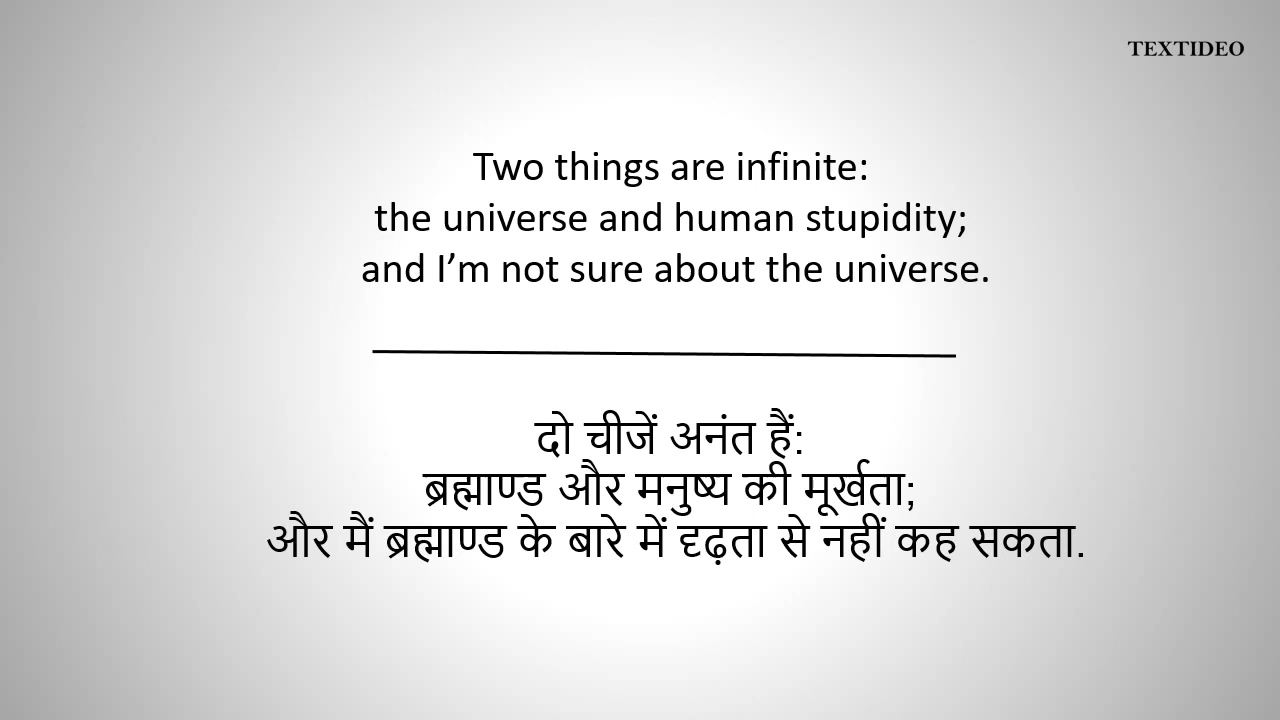 TEXTIDEO
Two things are infinite:
the universe and human stupidity;
and I’m not sure about the universe.
दो चीजें अनंत हैं:
ब्रह्माण्ड और मनुष्य की मूर्खता;
और मैं ब्रह्माण्ड के बारे में दृढ़ता से नहीं कह सकता.